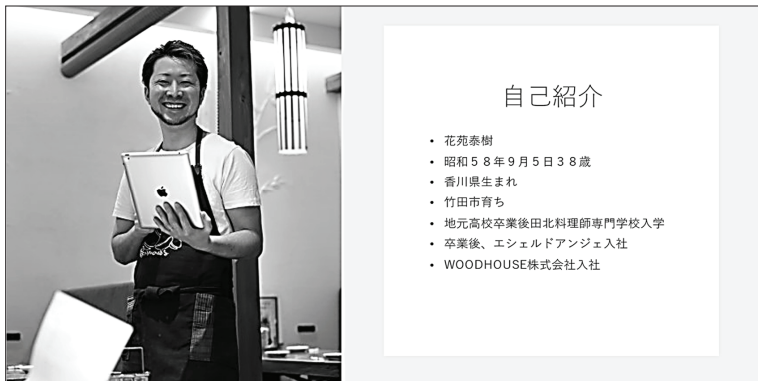 自己紹介
• 花苑泰樹
• 昭和５８年９月５日３８歳
• 香川県生まれ
• 竹田市育ち
• 地元高校卒業後田北料理師専門学校入学
• 卒業後、エシェルドアンジェ入社
• WOODHOUSE株式会社入社